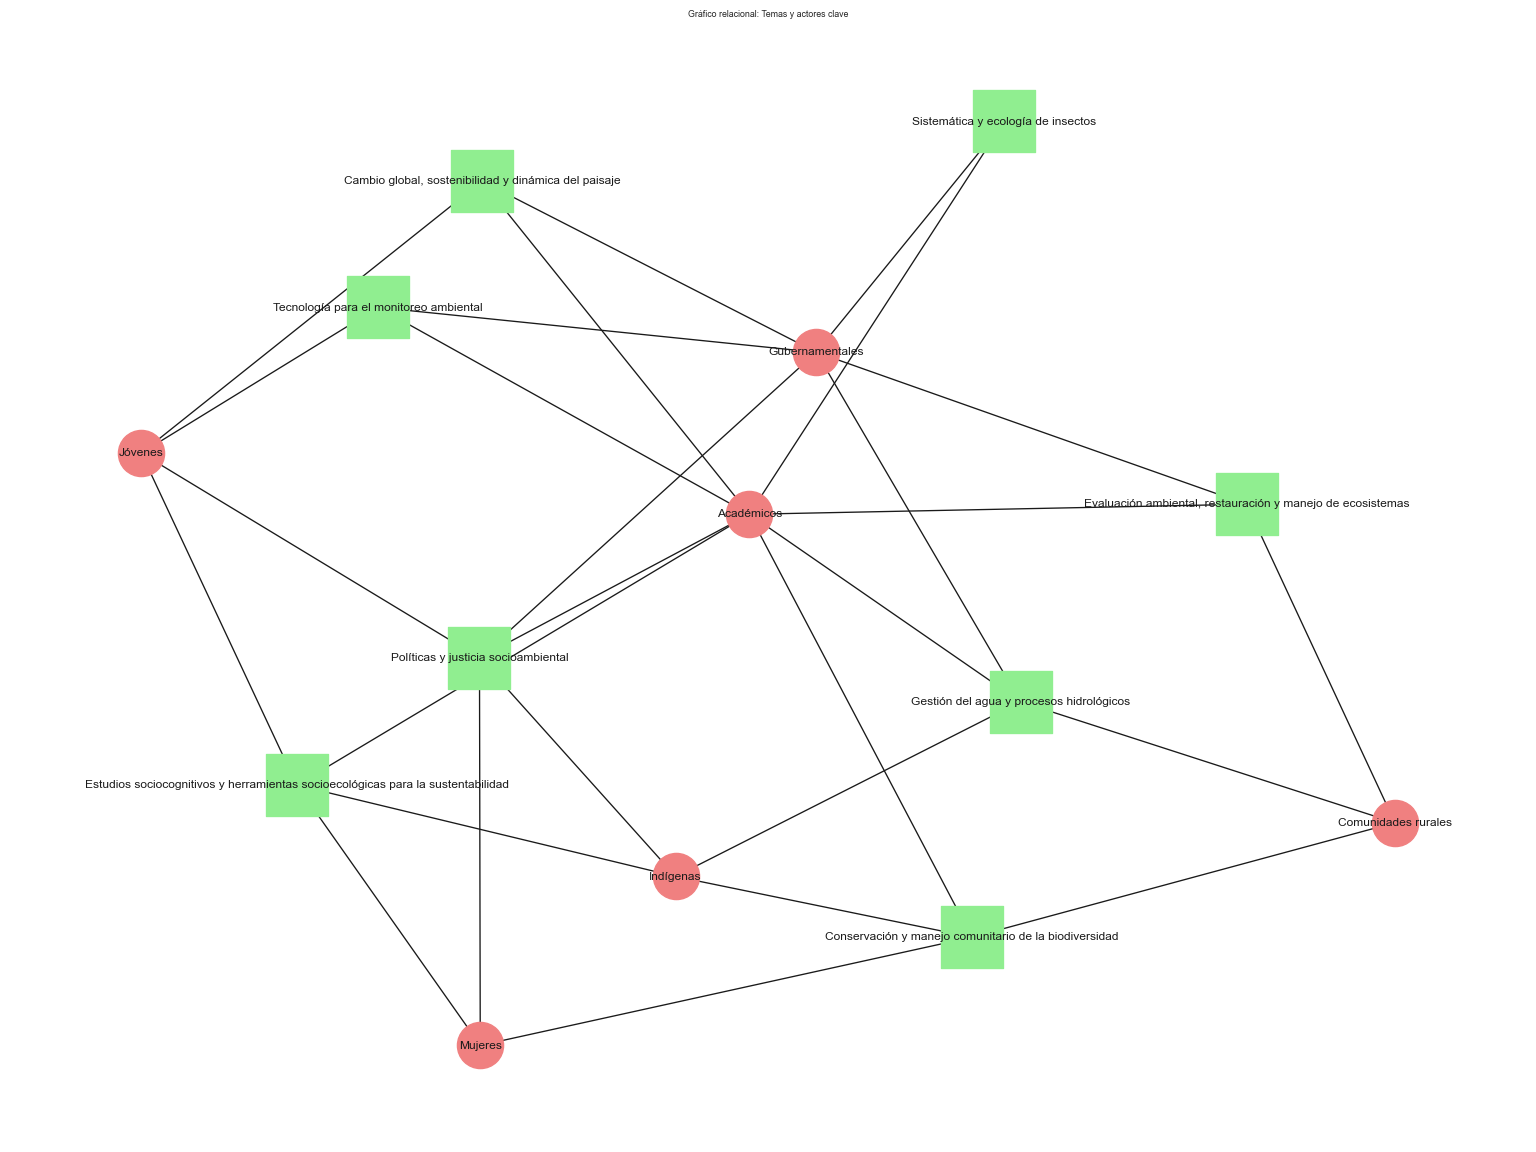 Gráfico relacional: Temas y actores clave
Sistemática y ecología de insectos
Cambio global, sostenibilidad y dinámica del paisaje
Tecnología para el monitoreo ambiental
Gubernamentales
Jóvenes
Evaluación ambiental, restauración y manejo de ecosistemas
Académicos
Políticas y justicia socioambiental
Gestión del agua y procesos hidrológicos
Estudios sociocognitivos y herramientas socioecológicas para la sustentabilidad
Comunidades rurales
Indígenas
Conservación y manejo comunitario de la biodiversidad
Mujeres